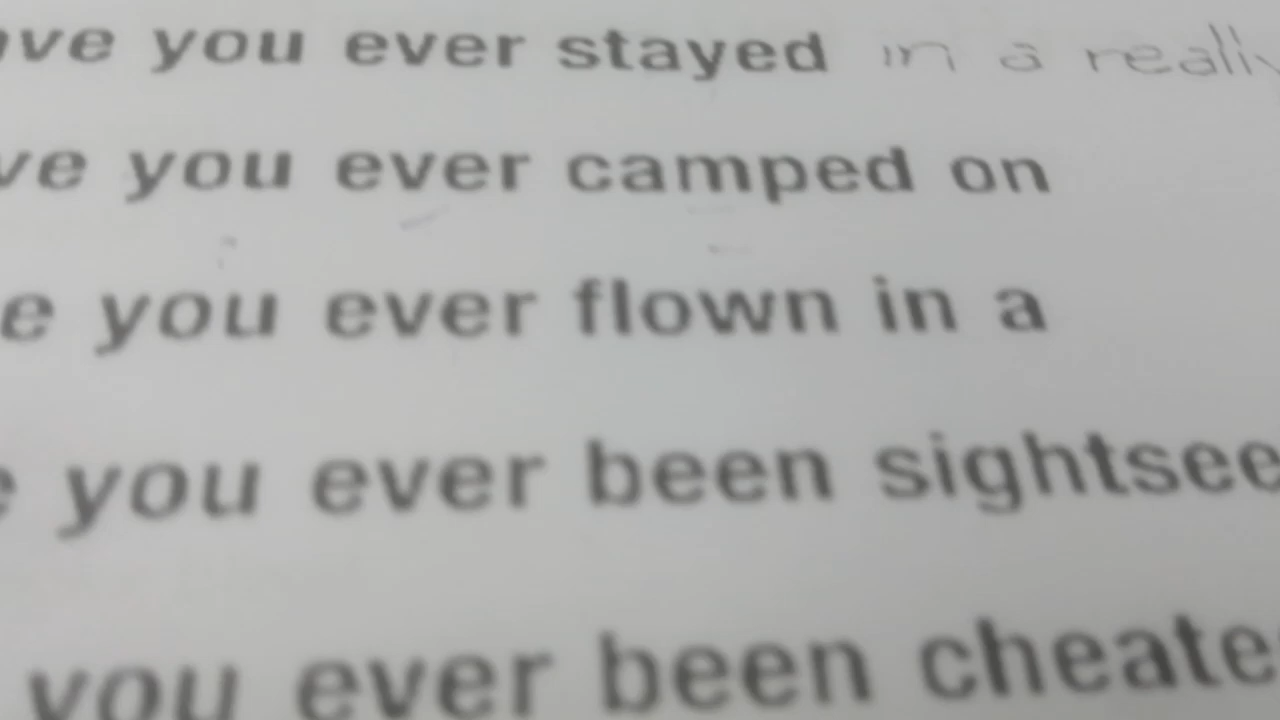 ve you ever stayed in a really
ve you ever camped on
e you ever flown in a
e you ever been sightsee
you ever been cheate